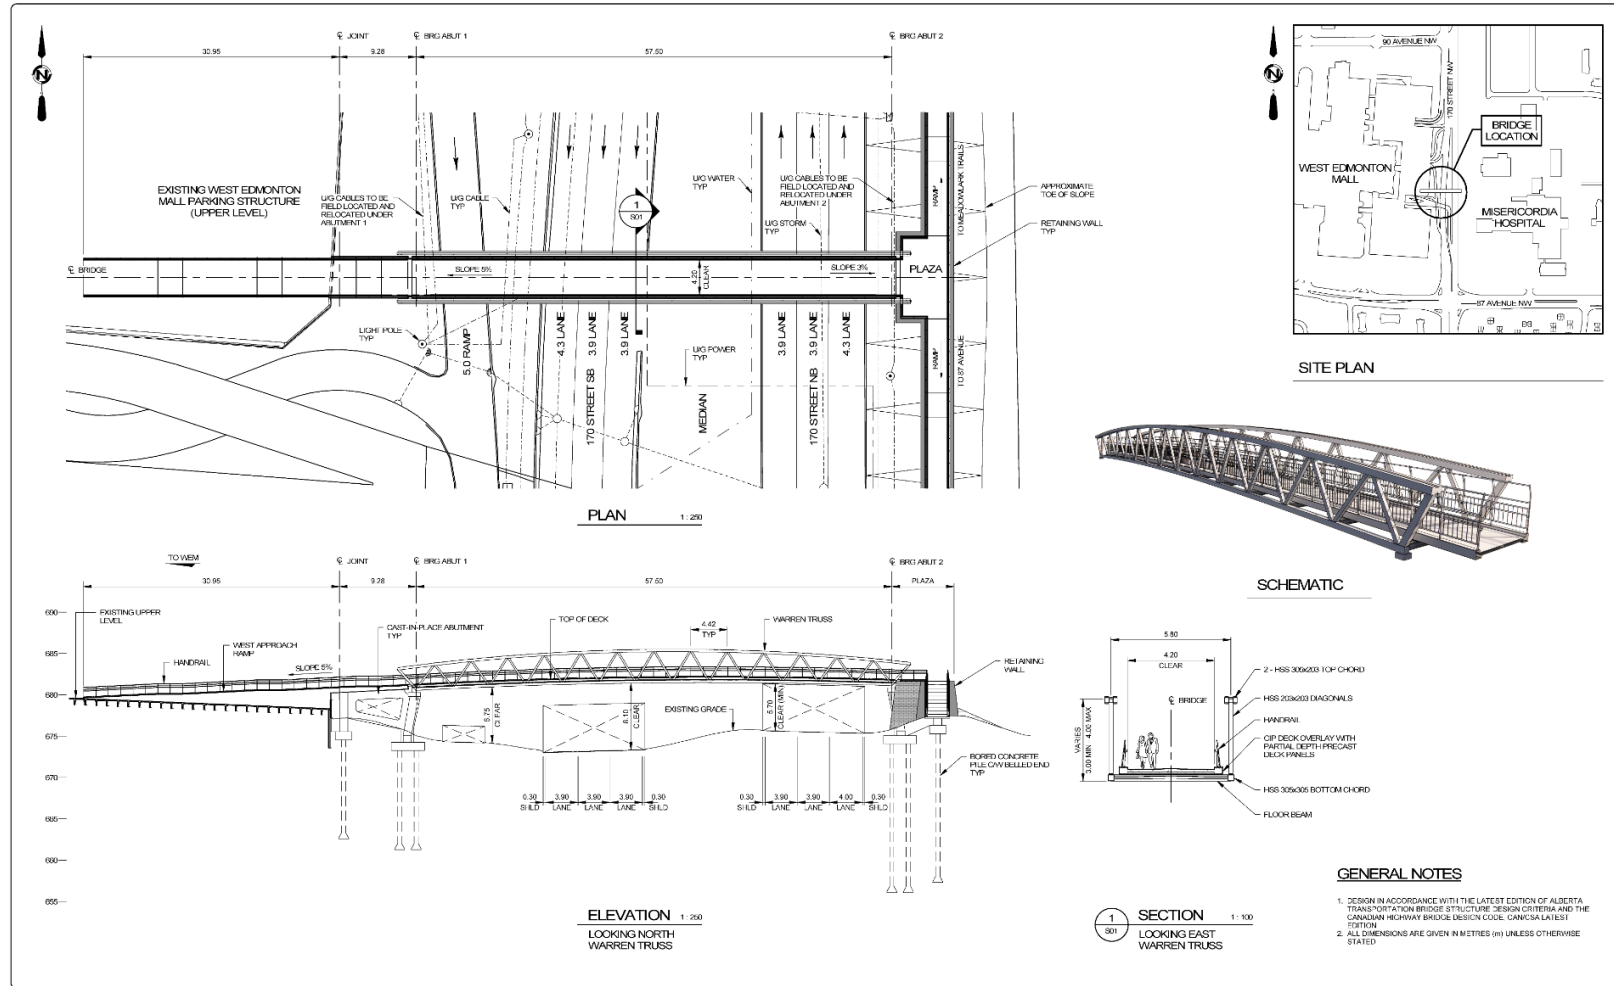 ℄ JOINT
℄ BRG ABUT 1
℄ BRG ABUT 2
30.95
9.28
57.60
N
EXISTING WEST EDMONTON
MALL PARKING STRUCTURE
(UPPER LEVEL)
U/G CABLES TO BE
FIELD LOCATED AND
RELOCATED UNDER
ABUTMENT 1
U/G CABLE
TYP
1
S01
U/G WATER
TYP
U/G CABLES TO BE
FIELD LOCATED AND
RELOCATED UNDER
ABUTMENT 2
U/G STORM
TYP
RAMP
TO MEADOWLARK TRAILS
APPROXIMATE
TOE OF SLOPE
RETAINING WALL
TYP
℄ BRIDGE
SLOPE 5%
4.20
CLEAR
SLOPE 3%
PLAZA
LIGHT POLE
TYP
5.0 RAMP
4.3 LANE
3.9 LANE
3.9 LANE
170 STREET SB
U/G POWER
TYP
MEDIAN
3.9 LANE
3.9 LANE
4.3 LANE
170 STREET NB
RAMP
TO 87 AVENUE
PLAN
1 : 250
N
90 AVENUE NW
170 STREET NW
BRIDGE
LOCATION
WEST EDMONTON
MALL
MISERICORDIA
HOSPITAL
87 AVENUE NW
SITE PLAN
SCHEMATIC
TO WEM
℄ JOINT
℄ BRG ABUT 1
℄ BRG ABUT 2
30.95
9.28
57.60
PLAZA
690
685
680
675
670
665
660
655
EXISTING UPPER
LEVEL
HANDRAIL
WEST APPROACH
RAMP
SLOPE 5%
CAST-IN-PLACE ABUTMENT
TYP
TOP OF DECK
4.42
TYP
WARREN TRUSS
RETAINING
WALL
CLEAR
CLEAR
EXISTING GRADE
5.70
CLEAR (MIN)
BORED CONCRETE
PILE C/W BELLED END
TYP
0.30
SHLD
3.90
LANE
3.90
LANE
3.90
LANE
0.30
SHLD
0.30
SHLD
3.90
LANE
3.90
LANE
4.00
LANE
0.30
SHLD
ELEVATION
1 : 250
LOOKING NORTH
WARREN TRUSS
5.80
4.20
CLEAR
℄ BRIDGE
VARIES
3.00 MIN 4.00 MAX
2 - HSS 305x203 TOP CHORD
HSS 203x203 DIAGONALS
HANDRAIL
CIP DECK OVERLAY WITH
PARTIAL DEPTH PRECAST
DECK PANELS
HSS 305x305 BOTTOM CHORD
FLOOR BEAM
1
S01
SECTION
1 : 100
LOOKING EAST
WARREN TRUSS
GENERAL NOTES
1. DESIGN IN ACCORDANCE WITH THE LATEST EDITION OF ALBERTA
TRANSPORTATION BRIDGE STRUCTURE DESIGN CRITERIA AND THE
CANADIAN HIGHWAY BRIDGE DESIGN CODE, CAN/CSA LATEST
EDITION
2. ALL DIMENSIONS ARE GIVEN IN METRES (m) UNLESS OTHERWISE
STATED